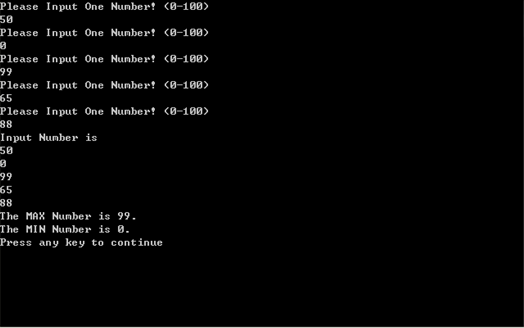 Please Input One Number! (0-100)
50
Please Input One Number! (0-100)
0
Please Input One Number! (0-100)
99
Please Input One Number! (0-100)
65
Please Input One Number! (0-100)
88
Input Number is
50
0
99
65
88
The MAX Number is 99.
The MIN Number is 0.
Press any key to continue